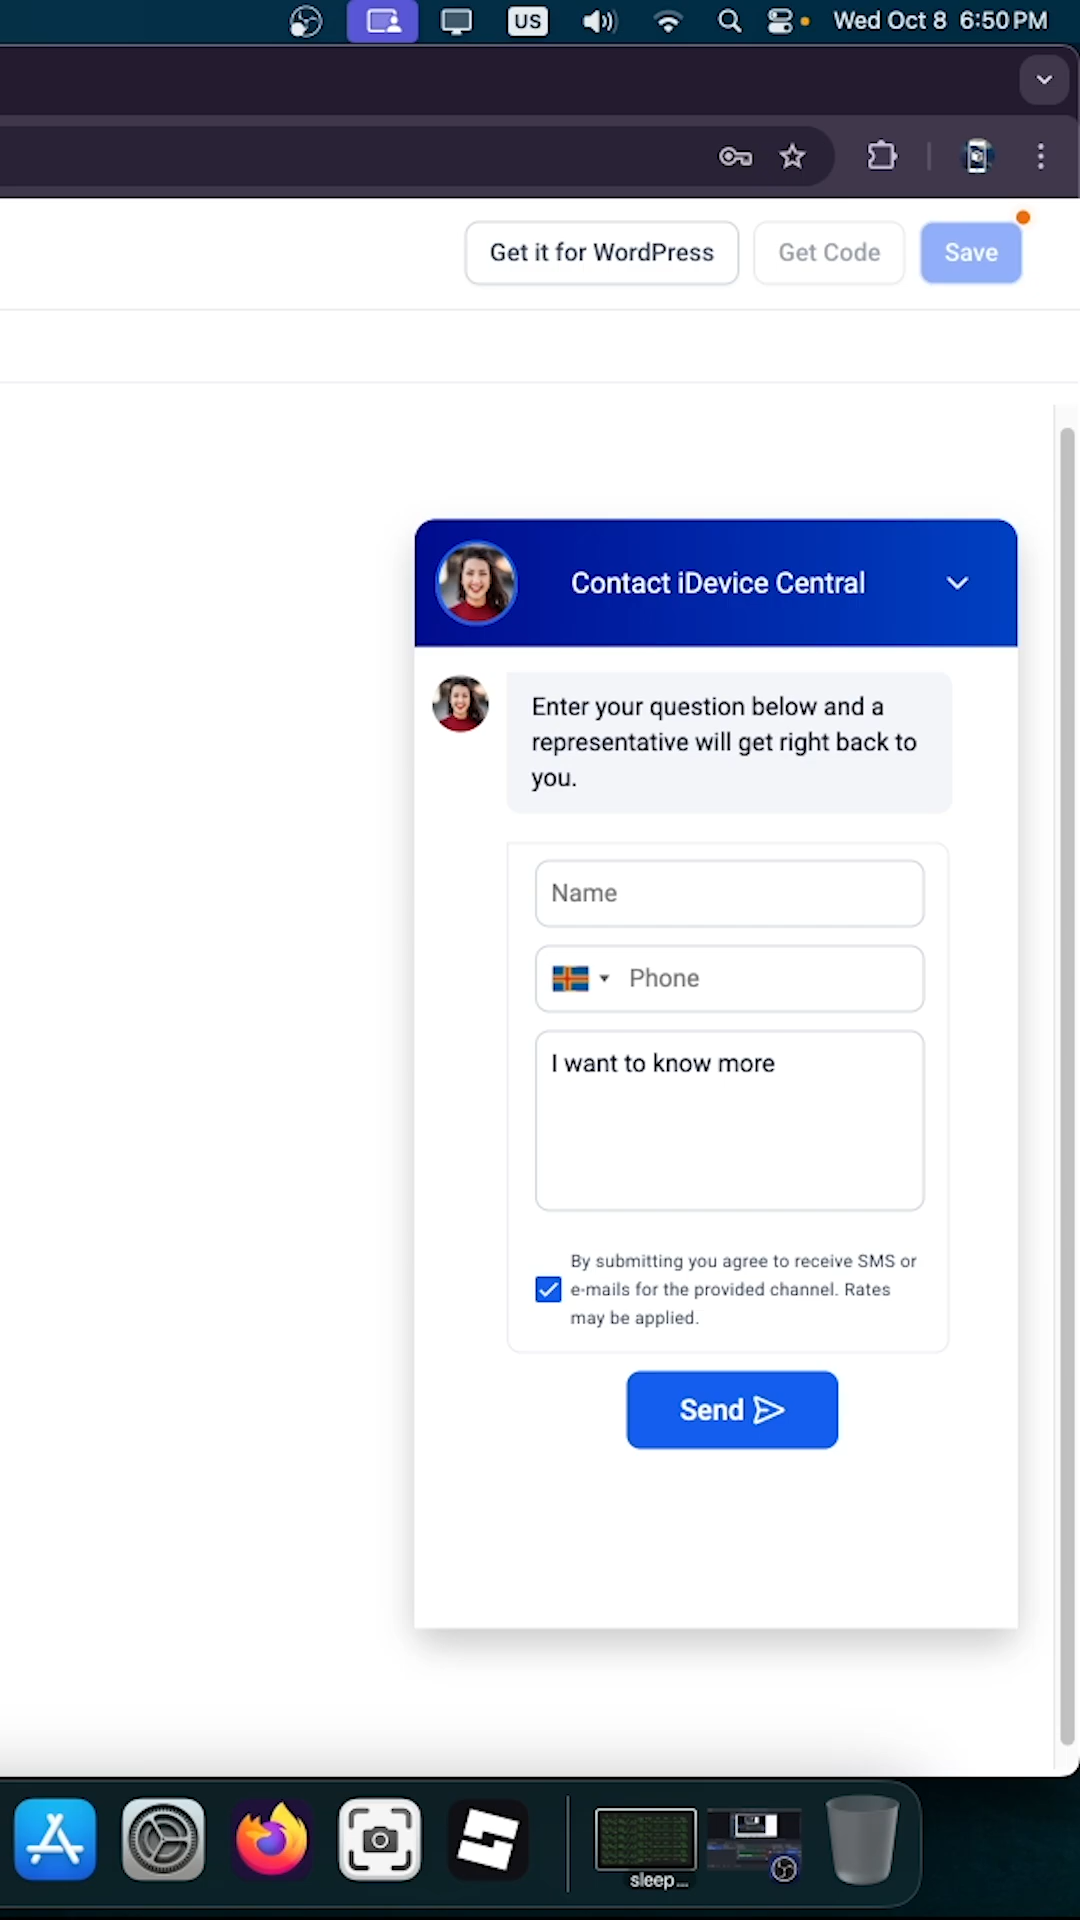 US
Wed Oct 8 6:50 PM
Get it for WordPress
Get Code
Save
Contact iDevice Central
Enter your question below and a
representative will get right back to
you.
Name
Phone
I want to know more
By submitting you agree to receive SMS or
e-mails for the provided channel. Rates
may be applied.
Send
sleep...